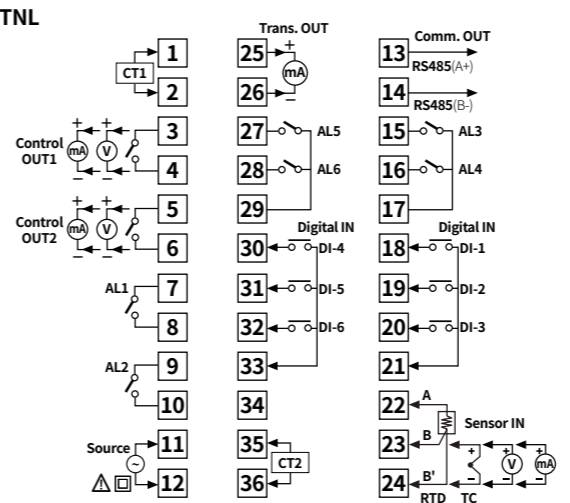 TNL
1
CT1
2
Control
OUT1
+ +
mA V
− −
3
4
Control
OUT2
+ +
mA V
− −
5
6
AL1
7
8
AL2
9
10
Source
~
11
12
Trans. OUT
25
+
mA
26
−
27
AL5
28
AL6
29
Digital IN
30
DI-4
31
DI-5
32
DI-6
33
34
35
CT2
36
Comm. OUT
13
RS485(A+)
14
RS485(B-)
15
AL3
16
AL4
17
Digital IN
18
DI-1
19
DI-2
20
DI-3
21
22
A
Sensor IN
23
B
+ + +
V mA
− − −
24
B'
RTD TC